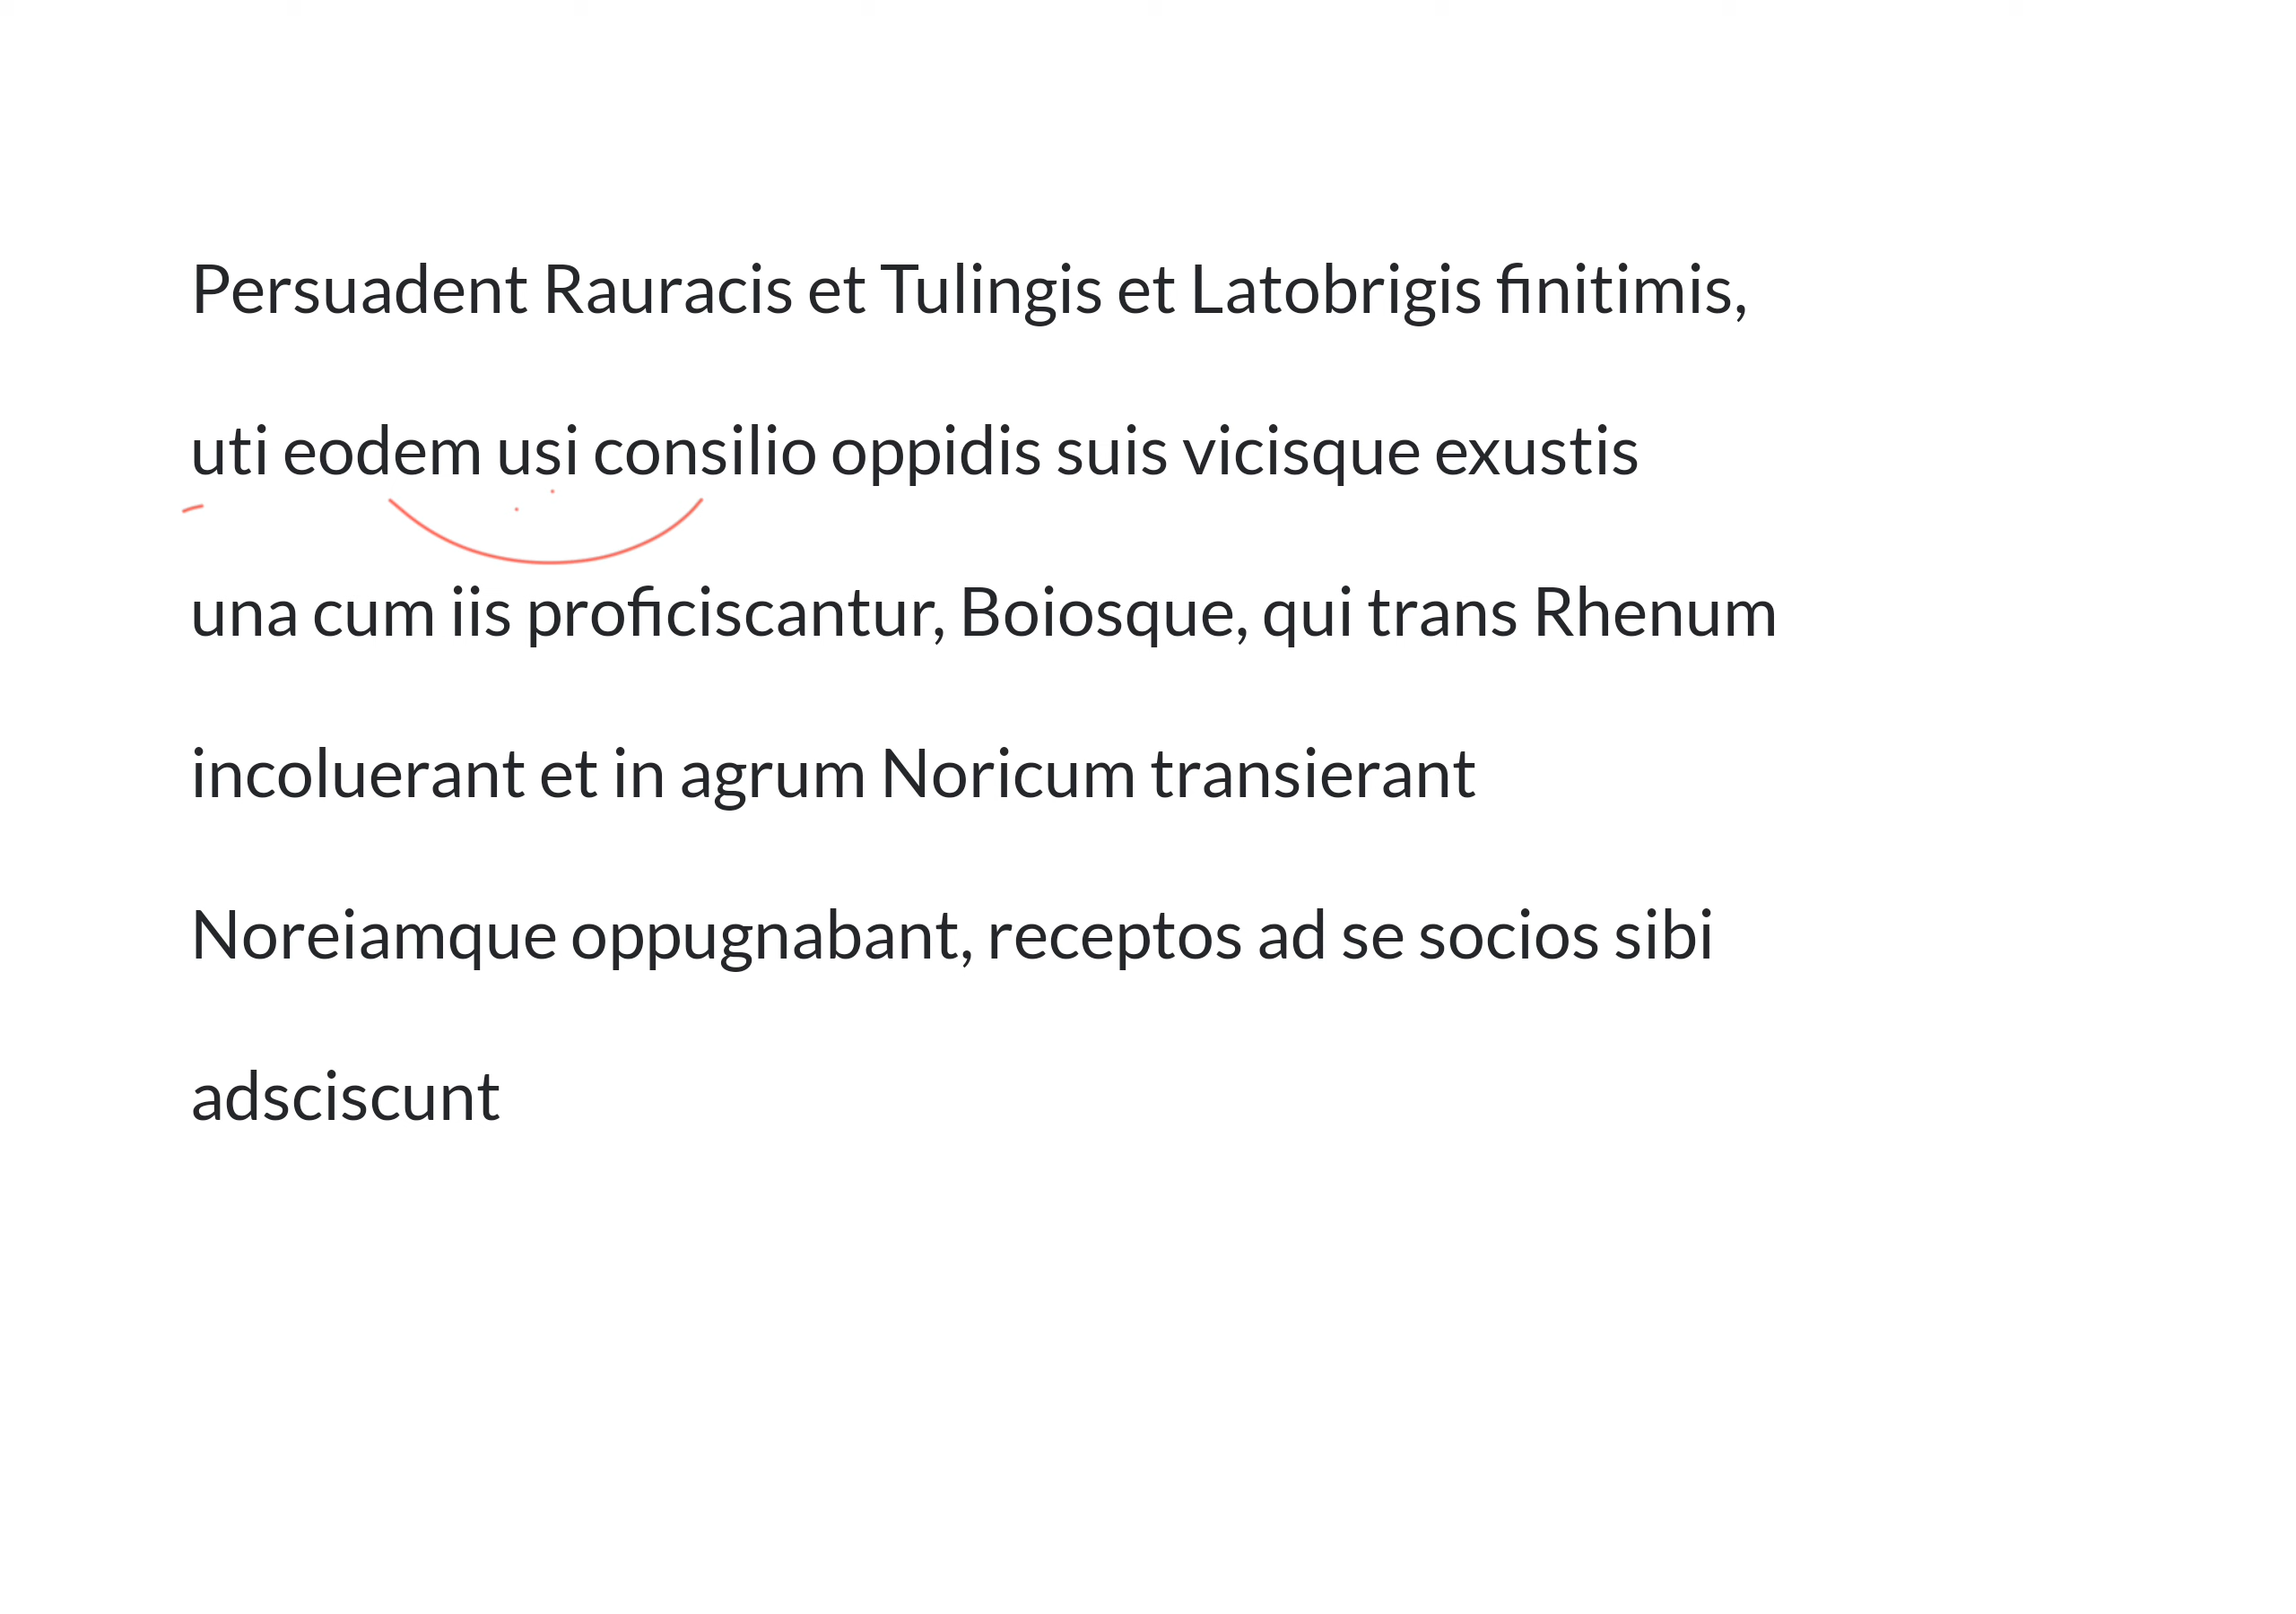 Persuadent Rauracis et Tulingis et Latobrigis finitimis,
uti eodem usi consilio oppidis suis vicisque exustis
una cum iis proficiscantur, Boiosque, qui trans Rhenum
incoluerant et in agrum Noricum transierant
Noreiamque oppugnabant, receptos ad se socios sibi
adsciscunt